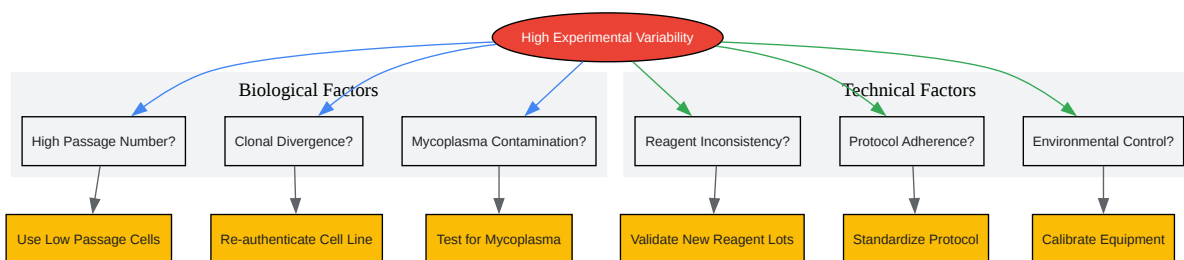 High Experimental Variability
Biological Factors
Technical Factors
High Passage Number?
Clonal Divergence?
Mycoplasma Contamination?
Reagent Inconsistency?
Protocol Adherence?
Environmental Control?
Use Low Passage Cells
Re-authenticate Cell Line
Test for Mycoplasma
Validate New Reagent Lots
Standardize Protocol
Calibrate Equipment